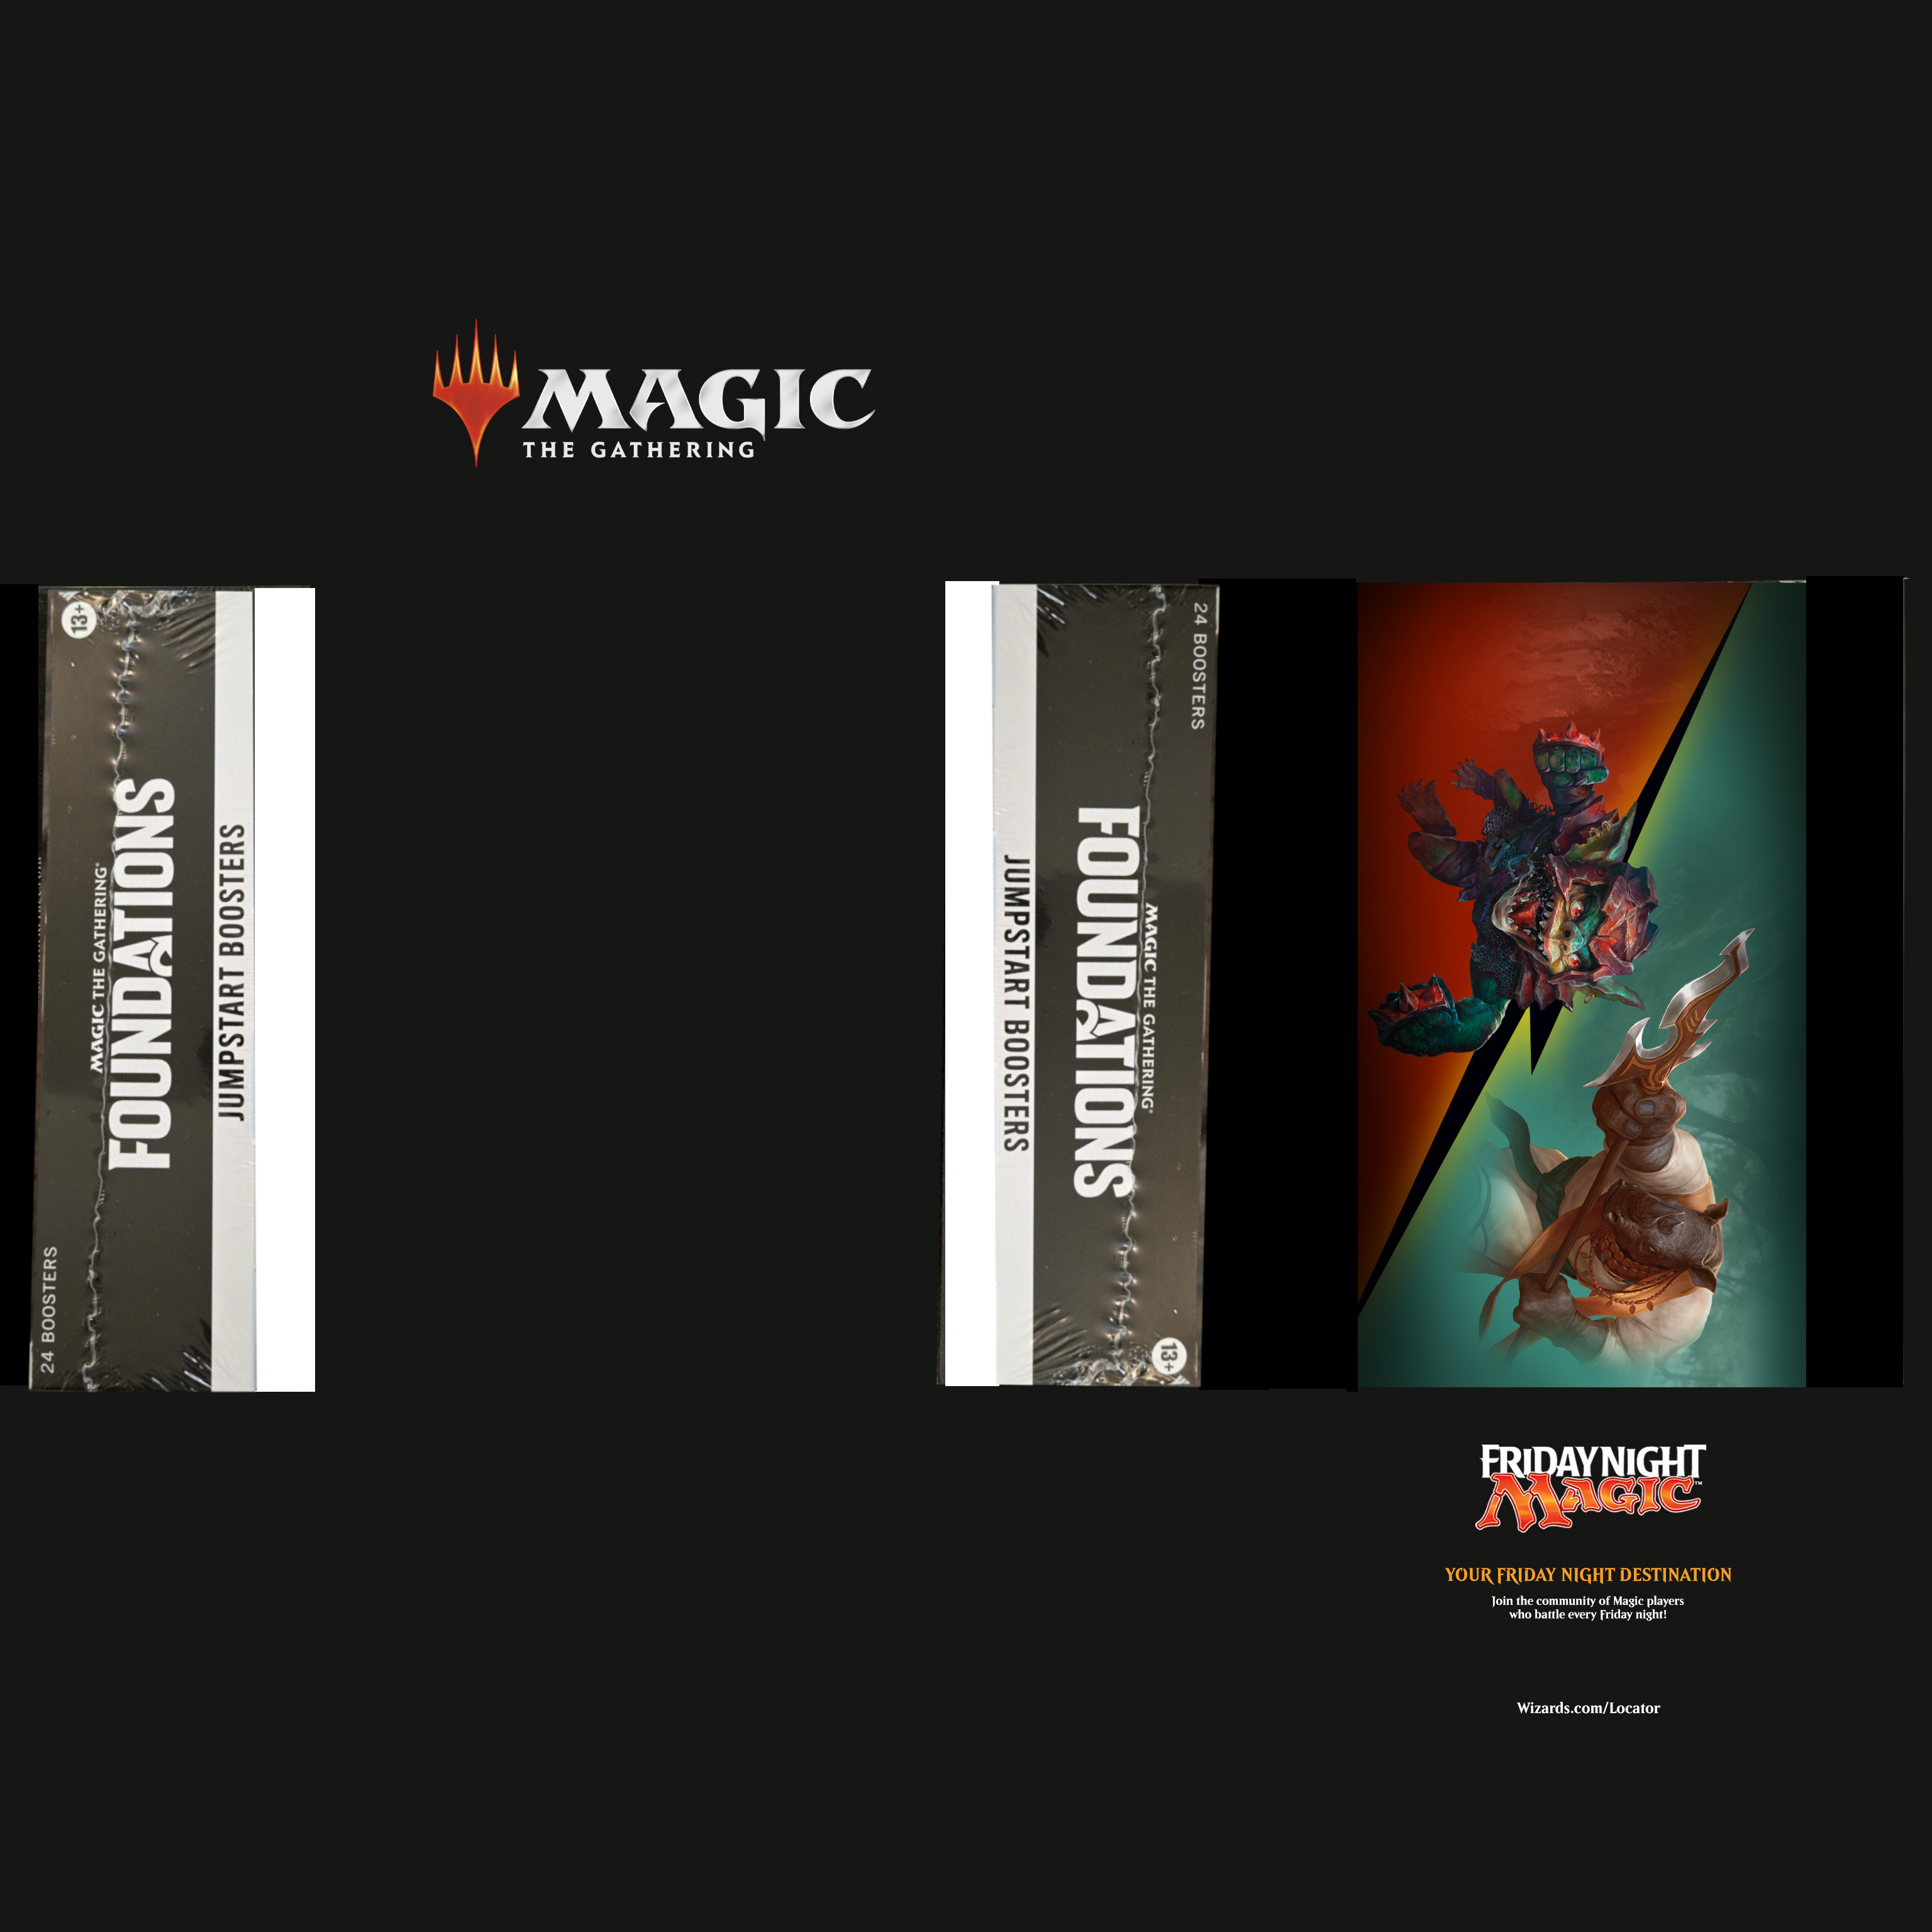 MAGIC
THE GATHERING
13+
MAGIC THE GATHERING®
FOUNDATIONS
JUMPSTART BOOSTERS
24 BOOSTERS
24 BOOSTERS
MAGIC THE GATHERING®
FOUNDATIONS
JUMPSTART BOOSTERS
13+
FRIDAY NIGHT
MAGIC™
YOUR FRIDAY NIGHT DESTINATION
Join the community of Magic players
who battle every Friday night!
Wizards.com/Locator